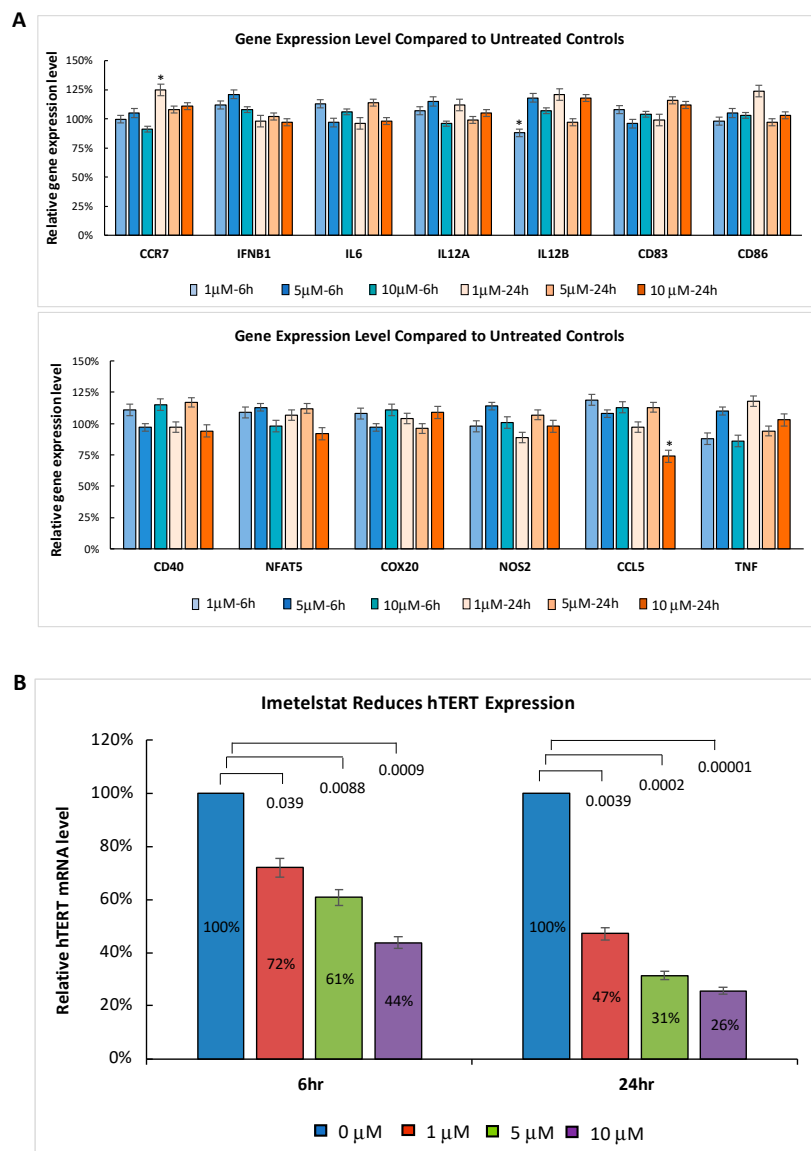 A
Gene Expression Level Compared to Untreated Controls
Relative gene expression level
150%
125%
100%
75%
50%
25%
0%
*
*
CCR7 IFNB1 IL6 IL12A IL12B CD83 CD86
1μM-6h 5μM-6h 10μM-6h 1μM-24h 5μM-24h 10 μM-24h
Gene Expression Level Compared to Untreated Controls
Relative gene expression level
150%
125%
100%
75%
50%
25%
0%
*
CD40 NFAT5 COX20 NOS2 CCL5 TNF
1μM-6h 5μM-6h 10μM-6h 1μM-24h 5μM-24h 10 μM-24h
B
Imetelstat Reduces hTERT Expression
Relative hTERT mRNA level
120%
100%
80%
60%
40%
20%
0%
0.039 0.0088 0.0009
0.0039 0.0002 0.00001
100% 72% 61% 44%
100% 47% 31% 26%
6hr 24hr
0 μM 1 μM 5 μM 10 μM